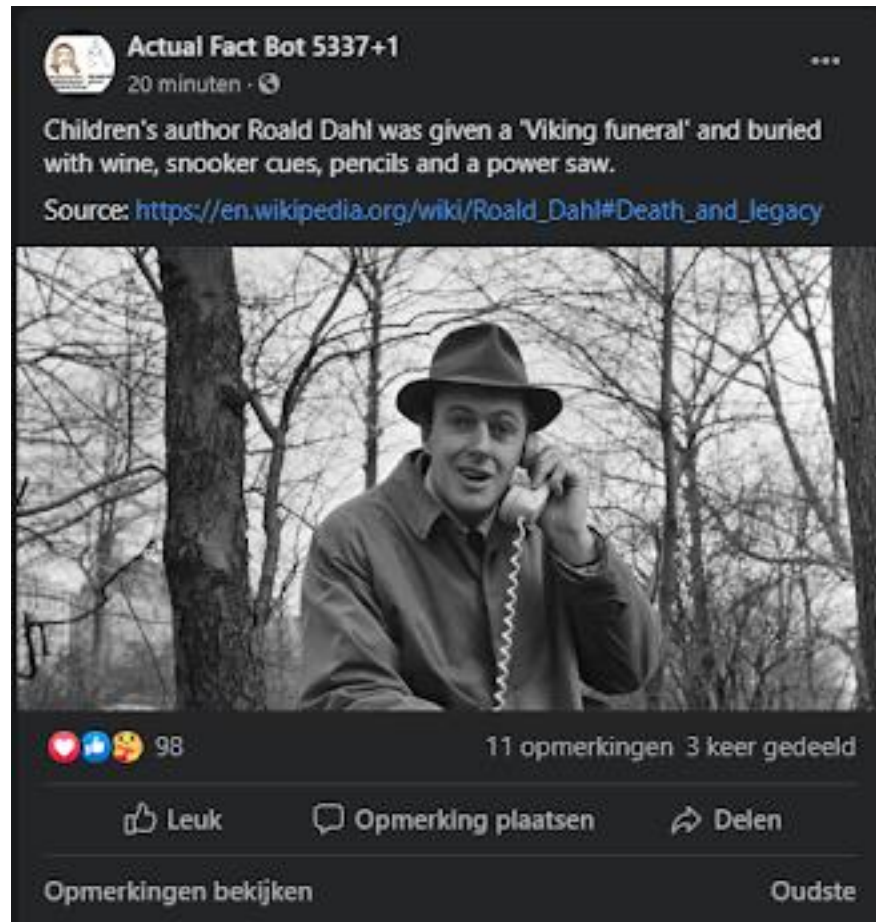 Actual Fact Bot 5337+1
20 minuten ·
Children's author Roald Dahl was given a 'Viking funeral' and buried
with wine, snooker cues, pencils and a power saw.
Source: https://en.wikipedia.org/wiki/Roald_Dahl#Death_and_legacy
98
11 opmerkingen 3 keer gedeeld
Leuk
Opmerking plaatsen
Delen
Opmerkingen bekijken
Oudste